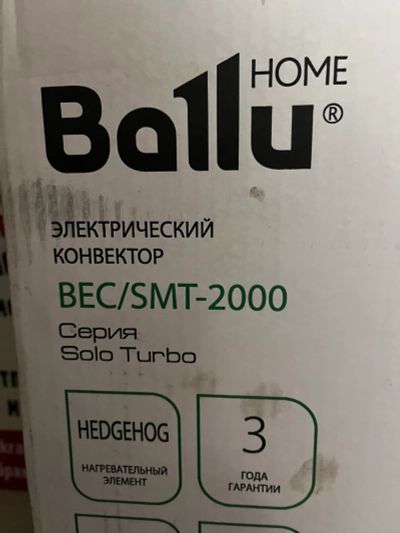 HOME
Ballu®
ЭЛЕКТРИЧЕСКИЙ
КОНВЕКТОР
BEC/SMT-2000
Серия
Solo Turbo
HEDGEHOG
НАГРЕВАТЕЛЬНЫЙ
ЭЛЕМЕНТ
3
ГОДА
ГАРАНТИИ